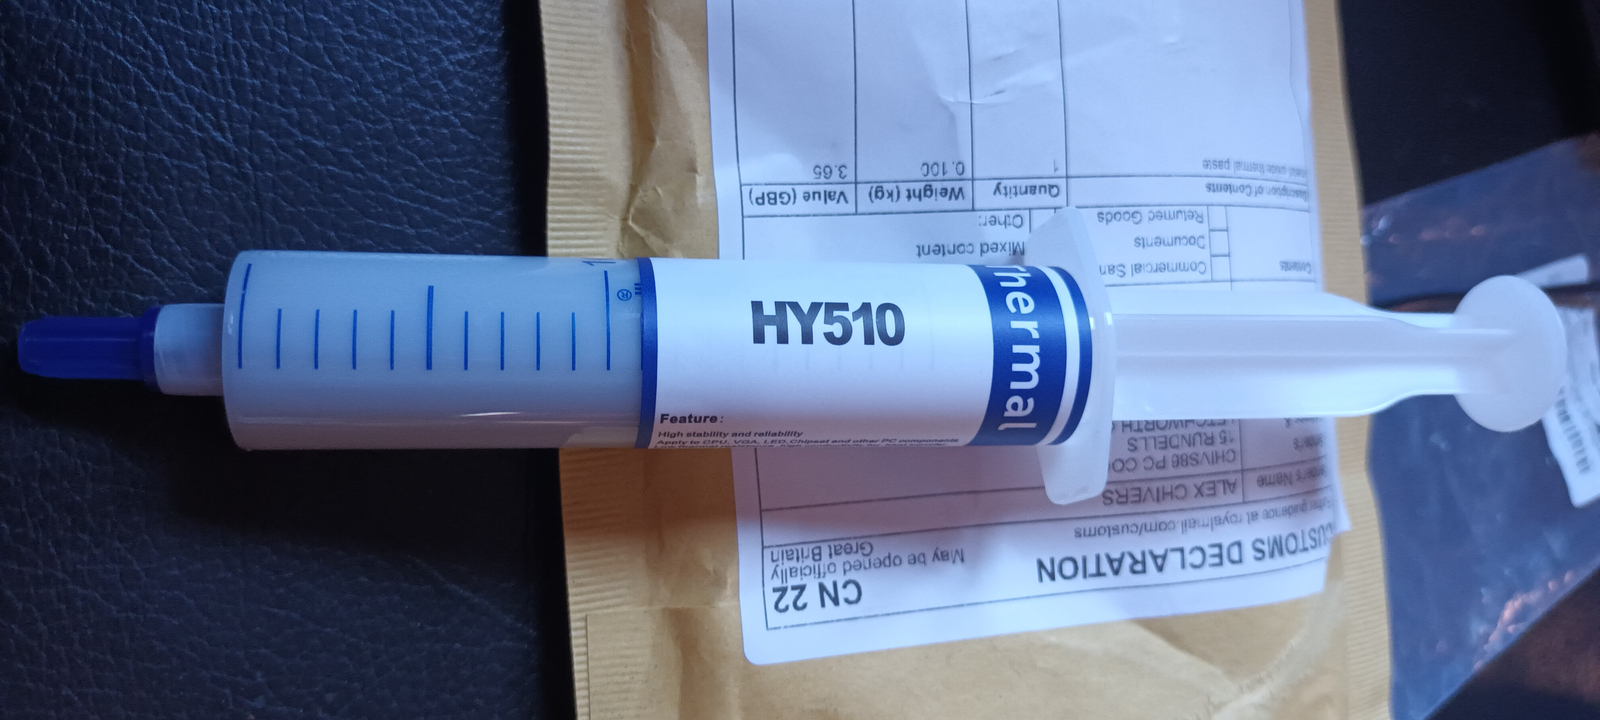 HY510
Thermal
Feature:
High stability and reliability
Apply to CPU, VGA, LED, Chipset and other PC components
®
CUSTOMS DECLARATION
CN 22
May be opened officially
Great Britain
guidance at royalmail.com/customs
Name
ALEX CHIVERS
CHIVS86 PC CO
15 RUNDELLS
LETCHWORTH
Commercial Sam
Documents
Returned Goods
Mixed content
Other:
Description of Contents
Quantity
Weight (kg)
Value (GBP)
thermal paste
1
0.100
3.65